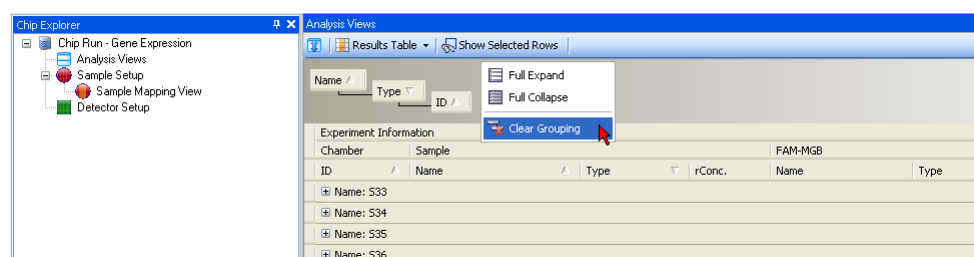 Chip Explorer
Chip Run - Gene Expression
Analysis Views
Sample Setup
Sample Mapping View
Detector Setup
Analysis Views
Results Table Show Selected Rows
Name
Type
ID
Full Expand
Full Collapse
Clear Grouping
Experiment Information
Chamber Sample FAM-MGB
ID Name Type rConc. Name Type
Name: S33
Name: S34
Name: S35
Name: S36